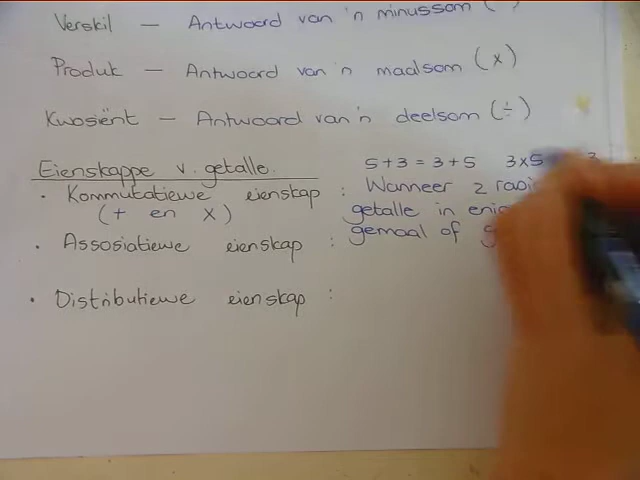 Verskil — Antwoord van 'n minussom (
Produk — Antwoord van 'n maalsom (x)
Kwosiënt — Antwoord van 'n deelsom (÷)
Eienskappe v. getalle.
5+3 = 3+5 3x5 3
• Kommutatiewe eienskap : Wanneer 2
(+ en x) getalle in
gemaal of
• Assosiatiewe eienskap :
• Distributiewe eienskap :